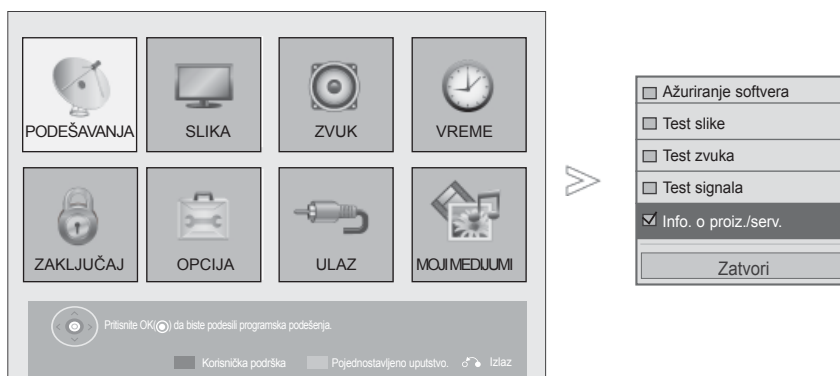 PODEŠAVANJA
SLIKA
ZVUK
VREME
ZAKLJUČAJ
OPCIJA
ULAZ
MOJI MEDIJUMI
Pritisnite OK(◉) da biste podesili programska podešenja.
Korisnička podrška
Pojednostavljeno uputstvo.
Izlaz
Ažuriranje softvera
Test slike
Test zvuka
Test signala
Info. o proiz./serv.
Zatvori